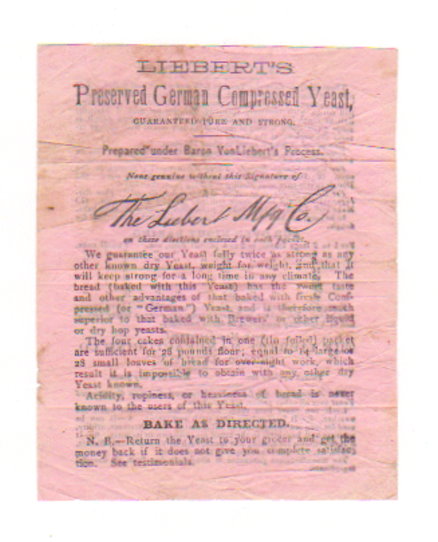 LIEBERT'S
Preserved German Compressed Yeast,
GUARANTEED PURE AND STRONG.
Prepared under Baron VonLiebert's Process.
None genuine without this Signature of
The Liebert Mfg Co.
on these directions enclosed in each packet.
We guarantee our Yeast fully twice as strong as any
other known dry Yeast, weight for weight, and that it
will keep strong for a long time in any climate. The
bread (baked with this Yeast) has the sweet taste
and other advantages of that baked with fresh Com-
pressed (or "German") Yeast, and is therefore much
superior to that baked with Brewers' or other liquid
or dry hop yeasts.
The four cakes contained in one (tin foiled) packet
are sufficient for 28 pounds flour; equal to 14 large or
28 small loaves of bread for over-night work, which
result it is impossible to obtain with any other dry
Yeast known.
Acidity, ropiness, or heaviness of bread is never
known to the users of this Yeast.
BAKE AS DIRECTED.
N. B.—Return the Yeast to your grocer and get the
money back if it does not give you complete satisfac-
tion. See testimonials.